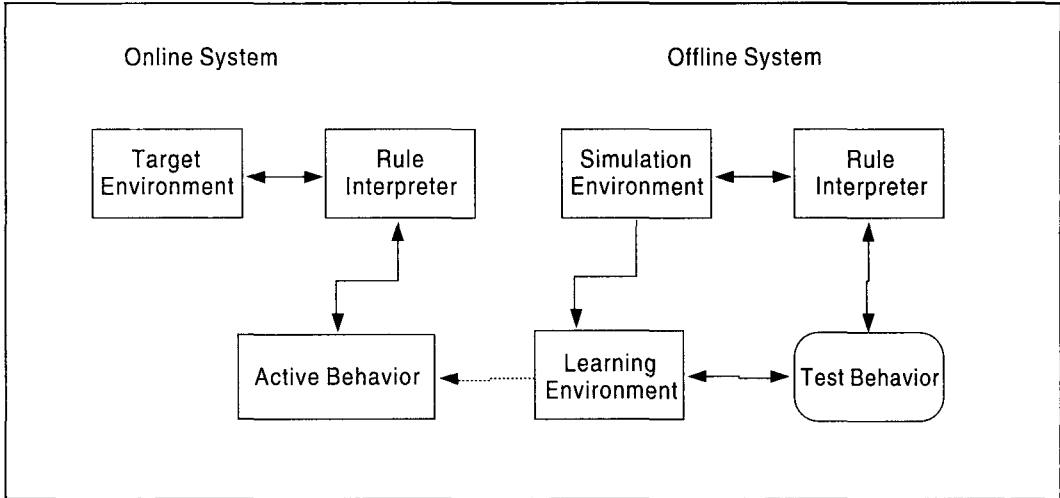 Online System
Offline System
Target
Environment
Rule
Interpreter
Simulation
Environment
Rule
Interpreter
Active Behavior
Learning
Environment
Test Behavior